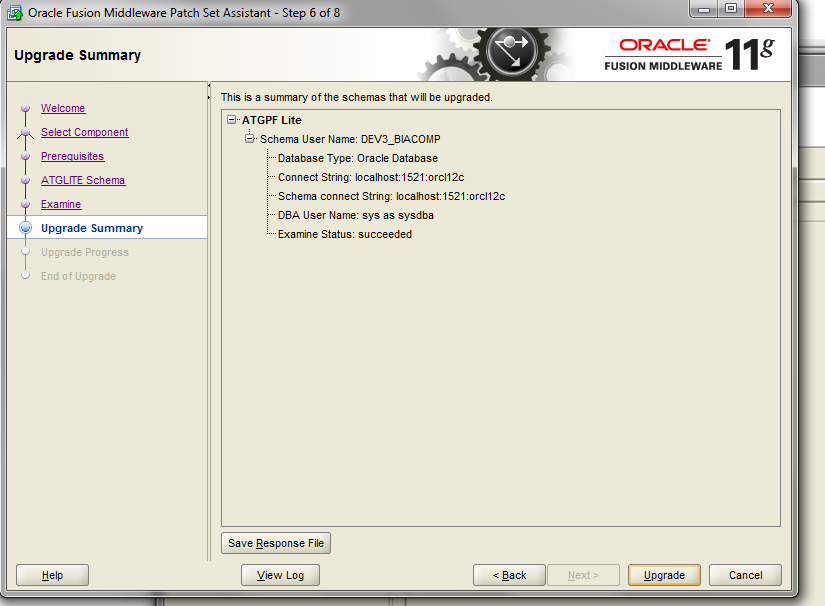 Oracle Fusion Middleware Patch Set Assistant - Step 6 of 8
Upgrade Summary
ORACLE
FUSION MIDDLEWARE 11g
Welcome
Select Component
Prerequisites
ATGLITE Schema
Examine
Upgrade Summary
Upgrade Progress
End of Upgrade
This is a summary of the schemas that will be upgraded.
ATGPF Lite
Schema User Name: DEV3_BIACOMP
Database Type: Oracle Database
Connect String: localhost:1521:orcl12c
Schema connect String: localhost:1521:orcl12c
DBA User Name: sys as sysdba
Examine Status: succeeded
Save Response File
Help
View Log
< Back
Next >
Upgrade
Cancel